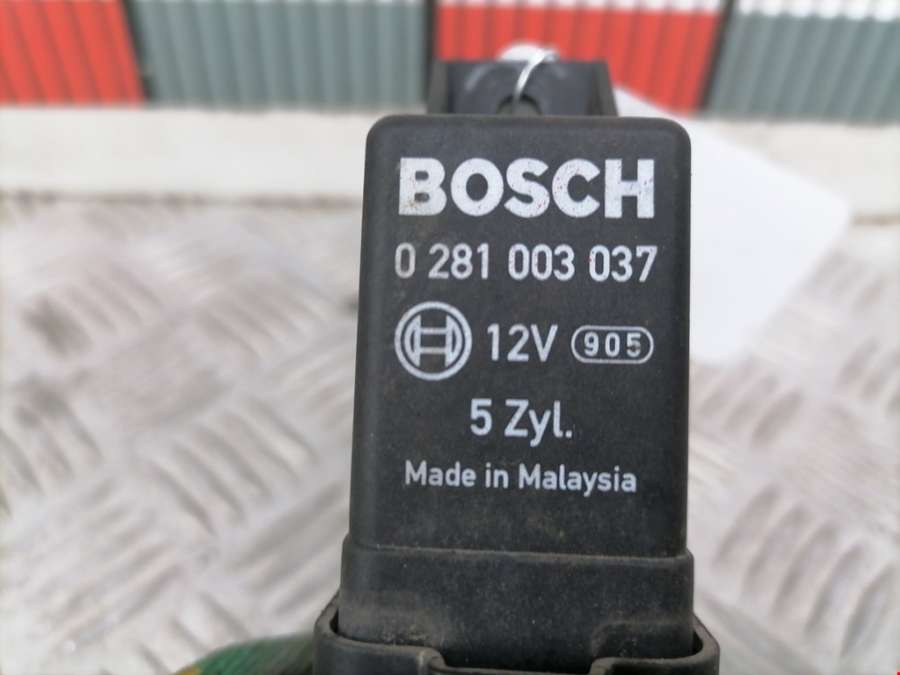 BOSCH
0 281 003 037
12V 905
5 Zyl.
Made in Malaysia